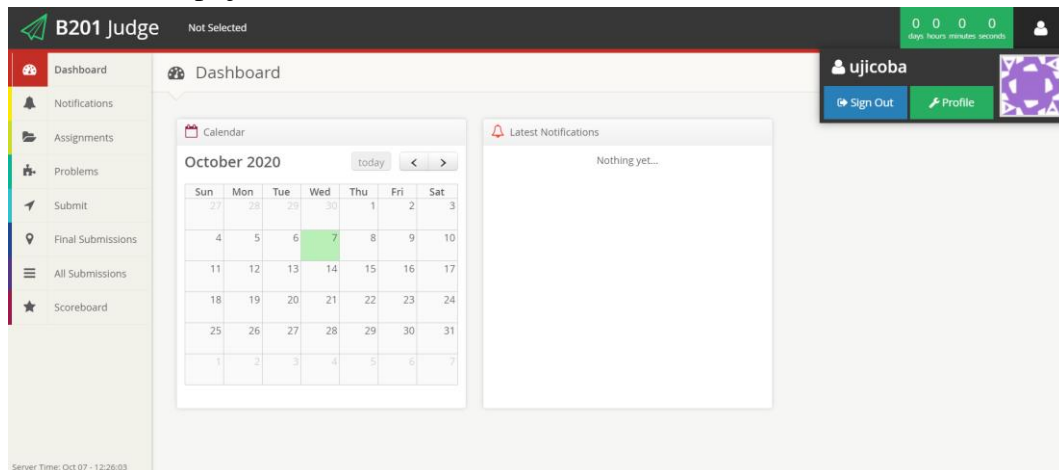 B201 Judge
Not Selected
0 0 0 0
days hours minutes seconds
ujicoba
Sign Out
Profile
Dashboard
Notifications
Assignments
Problems
Submit
Final Submissions
All Submissions
Scoreboard
Dashboard
Calendar
October 2020
today
Sun Mon Tue Wed Thu Fri Sat
27 28 29 30 1 2 3
4 5 6 7 8 9 10
11 12 13 14 15 16 17
18 19 20 21 22 23 24
25 26 27 28 29 30 31
1 2 3 4 5 6 7
Latest Notifications
Nothing yet...
Server Time: Oct 07 - 12:26:03